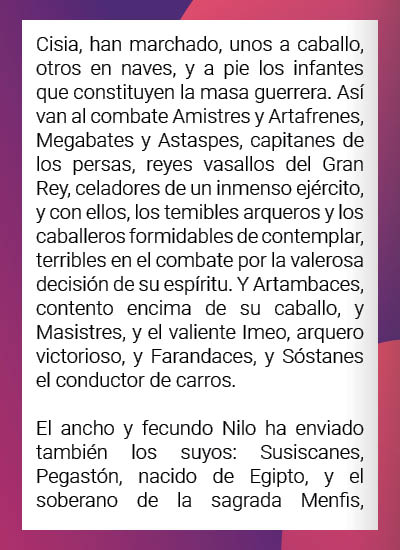 Cisia, han marchado, unos a caballo,
otros en naves, y a pie los infantes
que constituyen la masa guerrera. Así
van al combate Amistres y Artafrenes,
Megabates y Astaspes, capitanes de
los persas, reyes vasallos del Gran
Rey, celadores de un inmenso ejército,
y con ellos, los temibles arqueros y los
caballeros formidables de contemplar,
terribles en el combate por la valerosa
decisión de su espíritu. Y Artambaces,
contento encima de su caballo, y
Masistres, y el valiente Imeo, arquero
victorioso, y Farandaces, y Sóstanes
el conductor de carros.
El ancho y fecundo Nilo ha enviado
también los suyos: Susiscanes,
Pegastón, nacido de Egipto, y el
soberano de la sagrada Menfis,